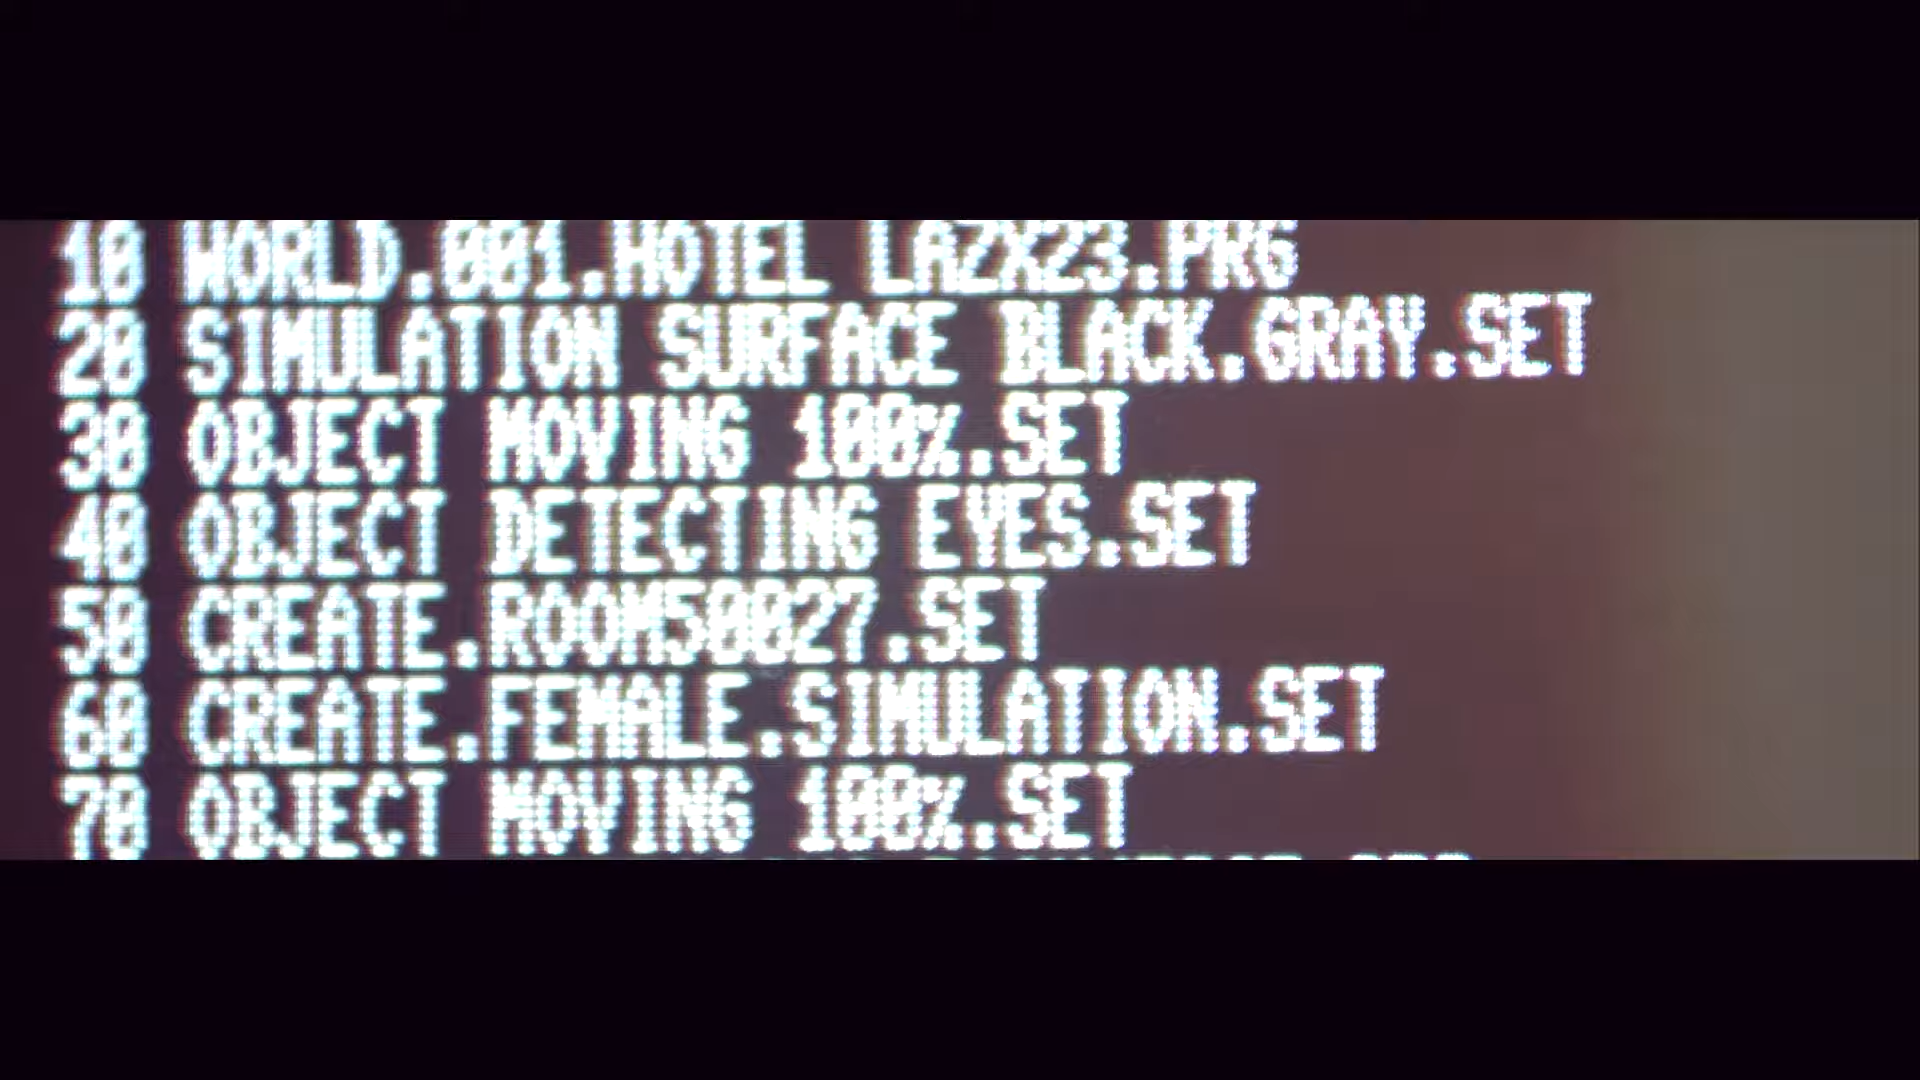 10 WORLD.001.HOTEL LAZX23.PRG
20 SIMULATION SURFACE BLACK.GRAY.SET
30 OBJECT MOVING 100%.SET
40 OBJECT DETECTING EYES.SET
50 CREATE.ROOM50027.SET
60 CREATE.FEMALE.SIMULATION.SET
70 OBJECT MOVING 100%.SET